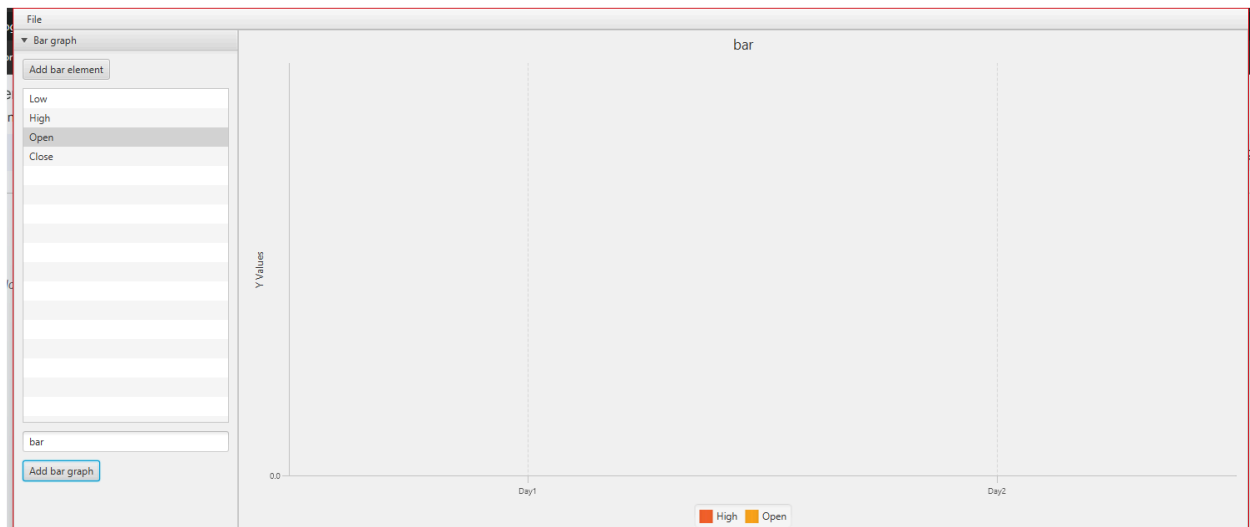 File
Bar graph
Add bar element
Low
High
Open
Close
bar
Add bar graph
bar
Y Values
0.0
Day1
Day2
High
Open